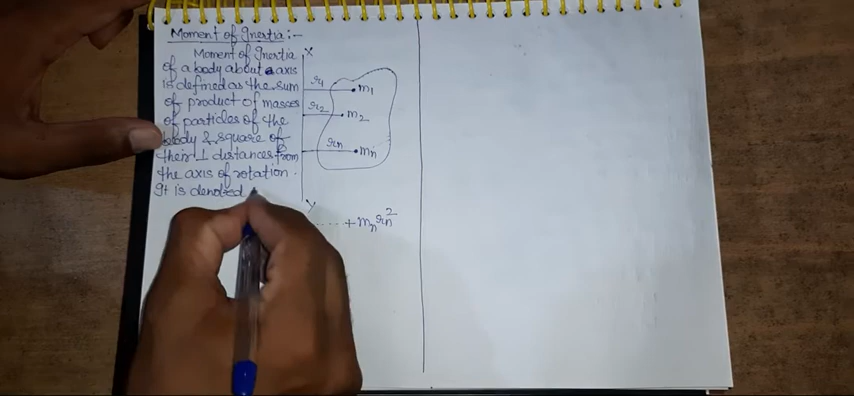 Moment of Inertia :-
Moment of Inertia
of a body about a axis
is defined as the sum
of product of masses
of particles of the
body & square of
their ⊥ distances from
the axis of rotation.
It is denoted
X
r1
m1
r2
m2
rn
mn
Y
.....+ mn rn²